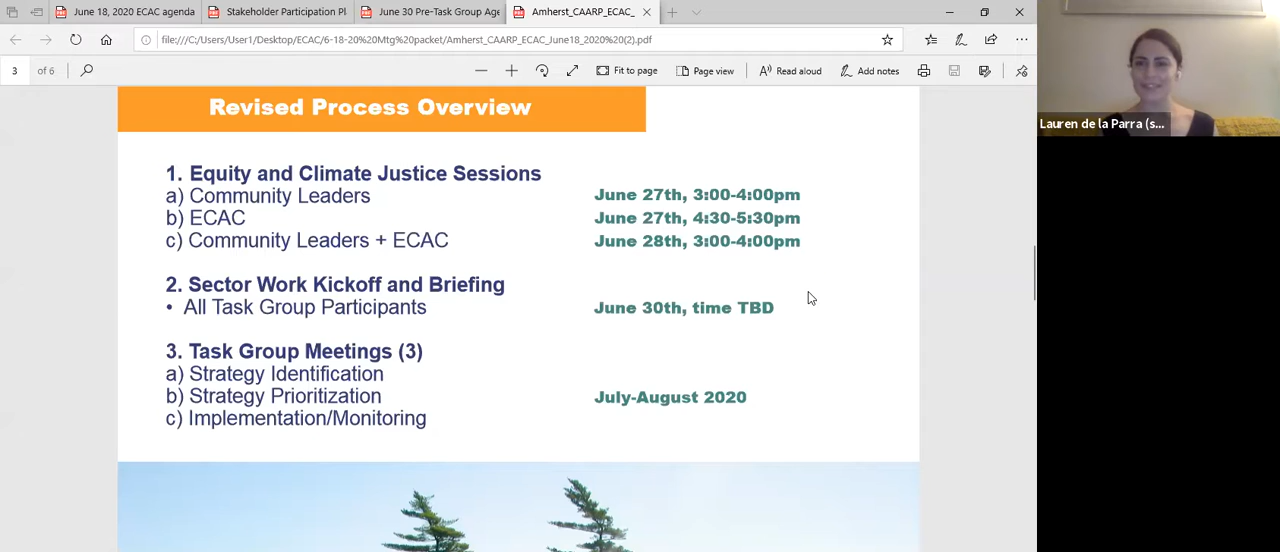 June 18, 2020 ECAC agenda
Stakeholder Participation Pl
June 30 Pre-Task Group Age
Amherst_CAARP_ECAC_
file:///C:/Users/User1/Desktop/ECAC/6-18-20%20Mtg%20packet/Amherst_CAARP_ECAC_June18_2020%20(2).pdf
3 of 6
Fit to page
Page view
Read aloud
Add notes
Lauren de la Parra (s...
Revised Process Overview
1. Equity and Climate Justice Sessions
a) Community Leaders June 27th, 3:00-4:00pm
b) ECAC June 27th, 4:30-5:30pm
c) Community Leaders + ECAC June 28th, 3:00-4:00pm
2. Sector Work Kickoff and Briefing
• All Task Group Participants June 30th, time TBD
3. Task Group Meetings (3)
a) Strategy Identification
b) Strategy Prioritization July-August 2020
c) Implementation/Monitoring